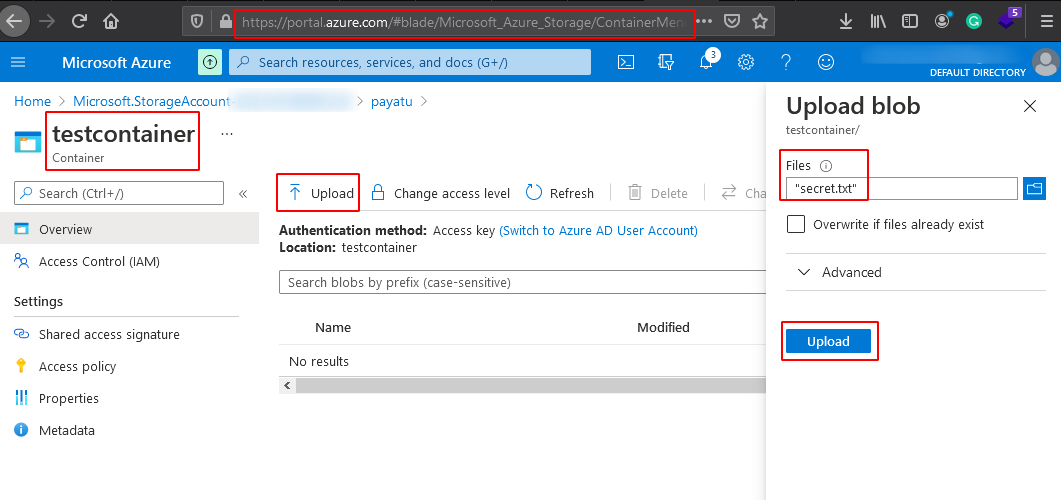 https://portal.azure.com/#blade/Microsoft_Azure_Storage/ContainerMen
5
Microsoft Azure
Search resources, services, and docs (G+/)
3
DEFAULT DIRECTORY
Home > Microsoft.StorageAccount- > payatu >
testcontainer
Container
Search (Ctrl+/)
Overview
Access Control (IAM)
Settings
Shared access signature
Access policy
Properties
Metadata
Upload Change access level Refresh Delete Cha
Authentication method: Access key (Switch to Azure AD User Account)
Location: testcontainer
Search blobs by prefix (case-sensitive)
Name Modified
No results
Upload blob
testcontainer/
Files
"secret.txt"
Overwrite if files already exist
Advanced
Upload